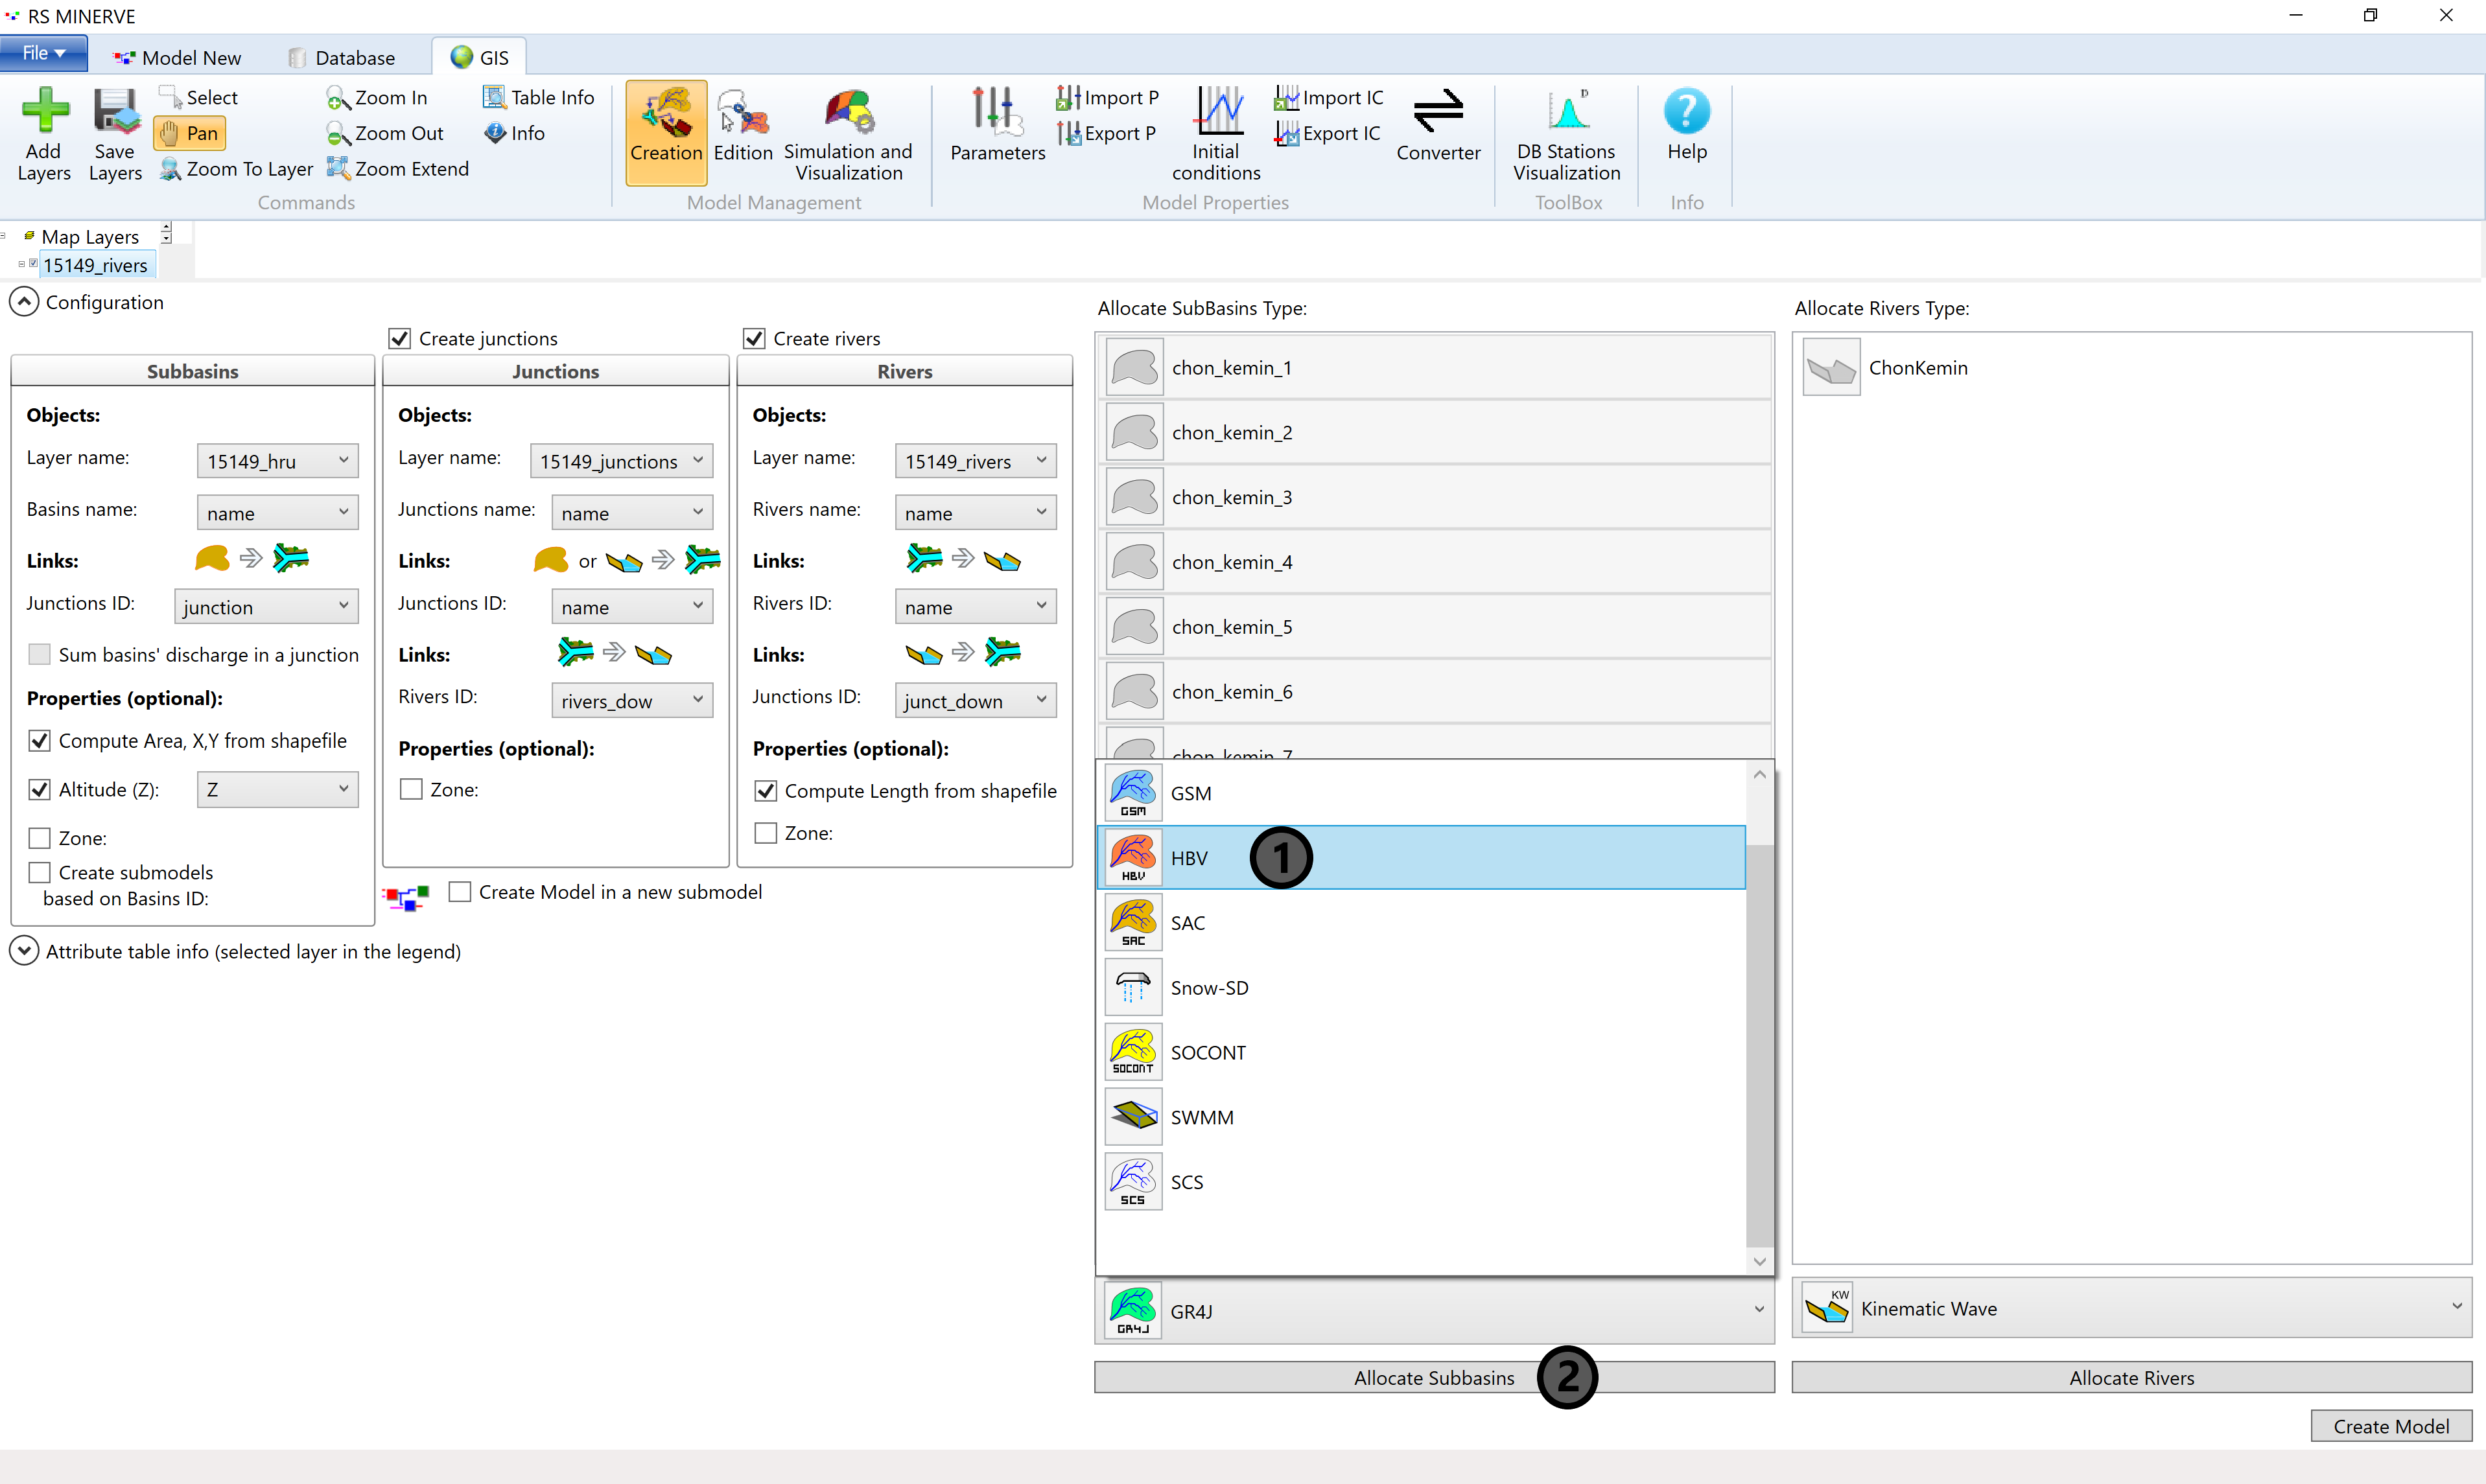 RS MINERVE
File
Model New
Database
GIS
Add
Layers
Save
Layers
Select
Pan
Zoom To Layer
Zoom In
Zoom Out
Zoom Extend
Table Info
Info
Commands
Creation
Edition
Simulation and
Visualization
Model Management
Parameters
Import P
Export P
Initial
conditions
Import IC
Export IC
Converter
Model Properties
D
DB Stations
Visualization
ToolBox
?
Help
Info
Map Layers
15149_rivers
Configuration
Create junctions
Create rivers
Subbasins
Objects:
Layer name:
15149_hru
Basins name:
name
Links:
Junctions ID:
junction
Sum basins' discharge in a junction
Properties (optional):
Compute Area, X,Y from shapefile
Altitude (Z):
Z
Zone:
Create submodels
based on Basins ID:
Junctions
Objects:
Layer name:
15149_junctions
Junctions name:
name
Links:
or
Junctions ID:
name
Links:
Rivers ID:
rivers_dow
Properties (optional):
Zone:
Create Model in a new submodel
Rivers
Objects:
Layer name:
15149_rivers
Rivers name:
name
Links:
Rivers ID:
name
Links:
Junctions ID:
junct_down
Properties (optional):
Compute Length from shapefile
Zone:
Attribute table info (selected layer in the legend)
Allocate SubBasins Type:
chon_kemin_1
chon_kemin_2
chon_kemin_3
chon_kemin_4
chon_kemin_5
chon_kemin_6
chon_kemin_7
GSM
GSM
HBV
HBV
1
SAC
SAC
Snow-SD
SOCONT
SOCONT
SWMM
SCS
SCS
GR4J
GR4J
Allocate Subbasins
2
Allocate Rivers Type:
ChonKemin
KW
Kinematic Wave
Allocate Rivers
Create Model